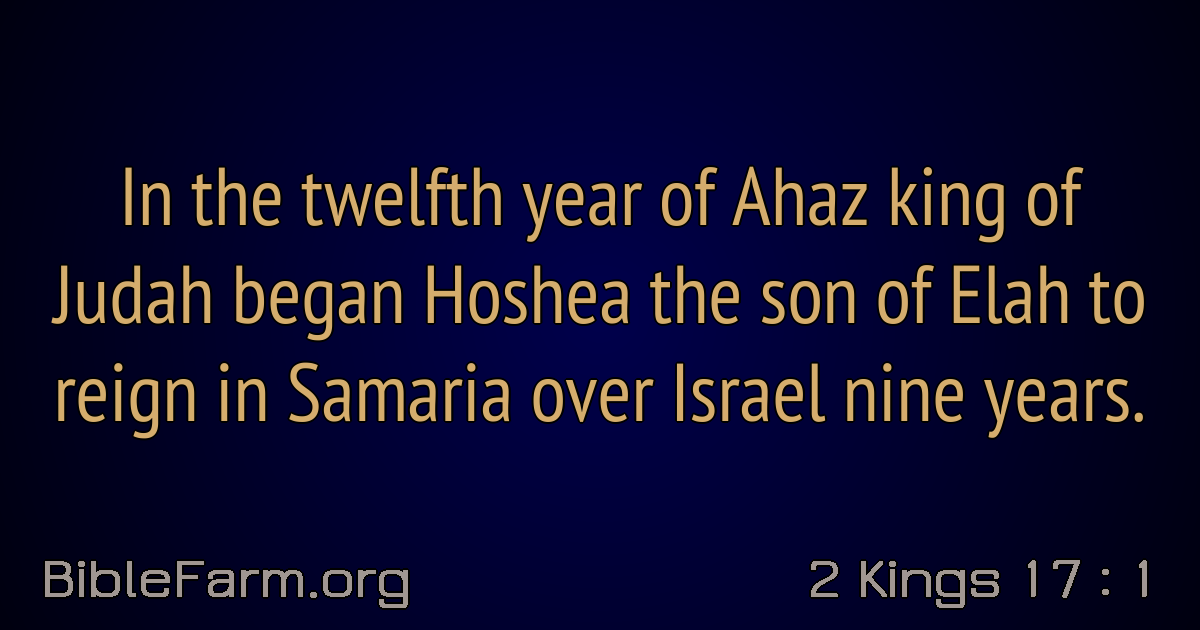 In the twelfth year of Ahaz king of
Judah began Hoshea the son of Elah to
reign in Samaria over Israel nine years.
BibleFarm.org
2 Kings 17 : 1